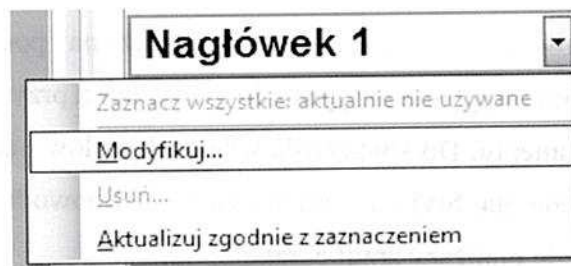 Nagłówek 1
Zaznacz wszystkie: aktualnie nie używane
Modyfikuj...
Usuń...
Aktualizuj zgodnie z zaznaczeniem